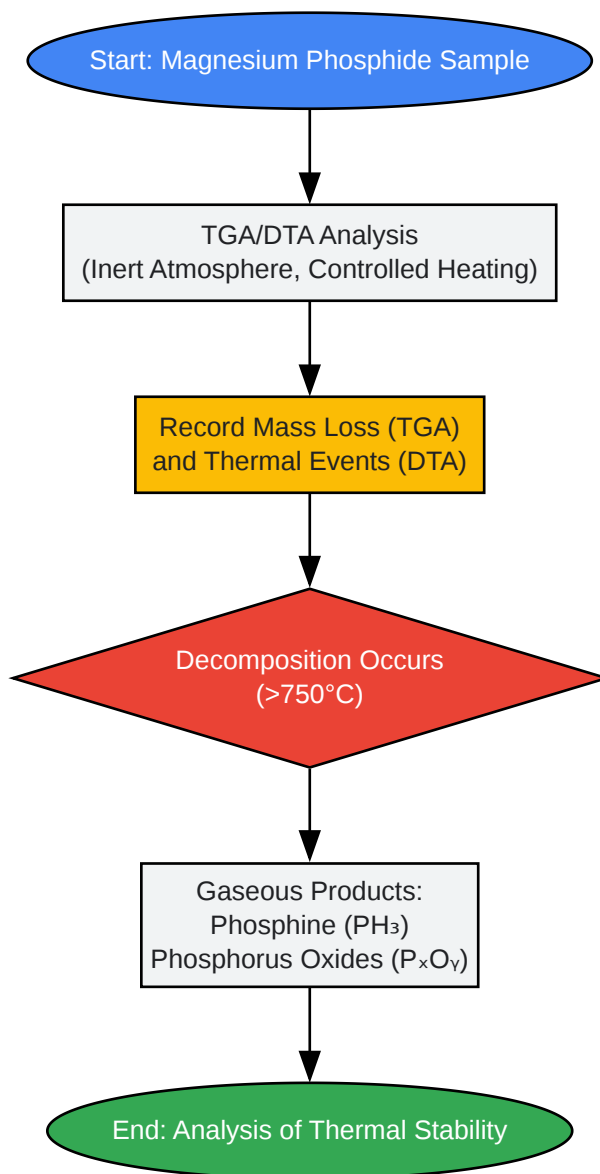 Start: Magnesium Phosphide Sample
TGA/DTA Analysis
(Inert Atmosphere, Controlled Heating)
Record Mass Loss (TGA)
and Thermal Events (DTA)
Decomposition Occurs
(>750°C)
Gaseous Products:
Phosphine (PH₃)
Phosphorus Oxides (PₓOᵧ)
End: Analysis of Thermal Stability